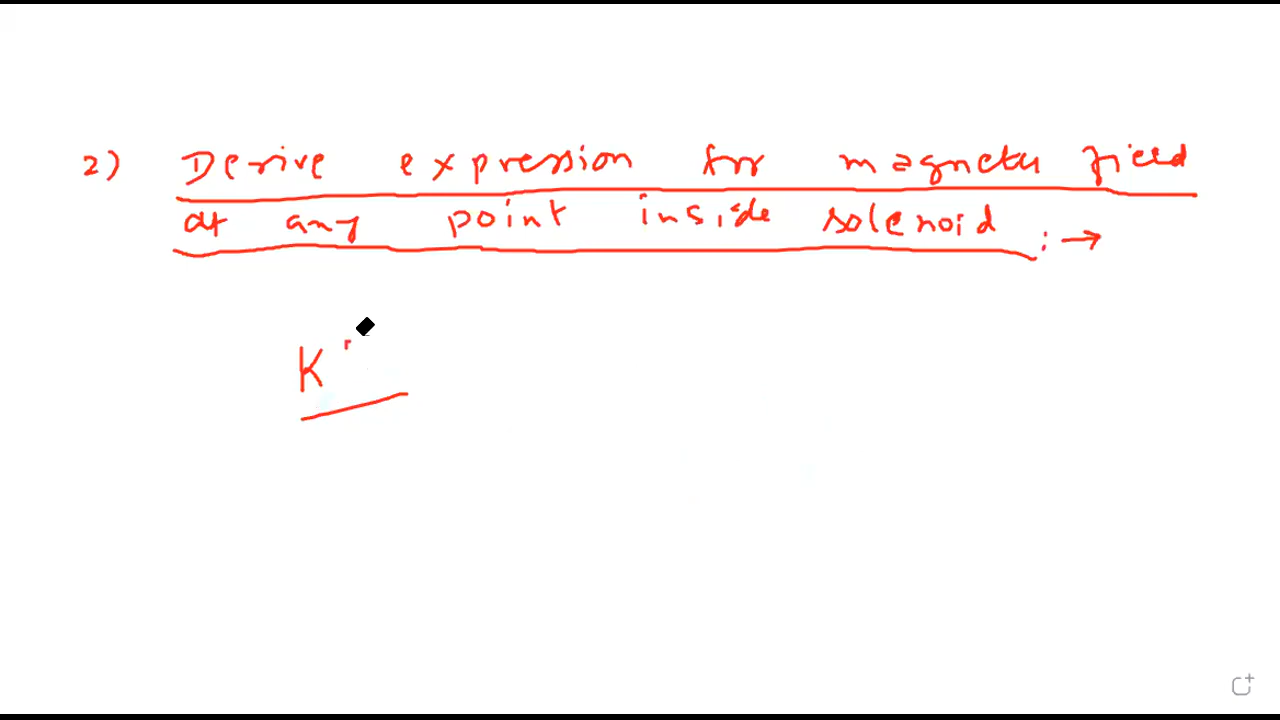 2) Derive expression for magnetic field
at any point inside solenoid : →
K